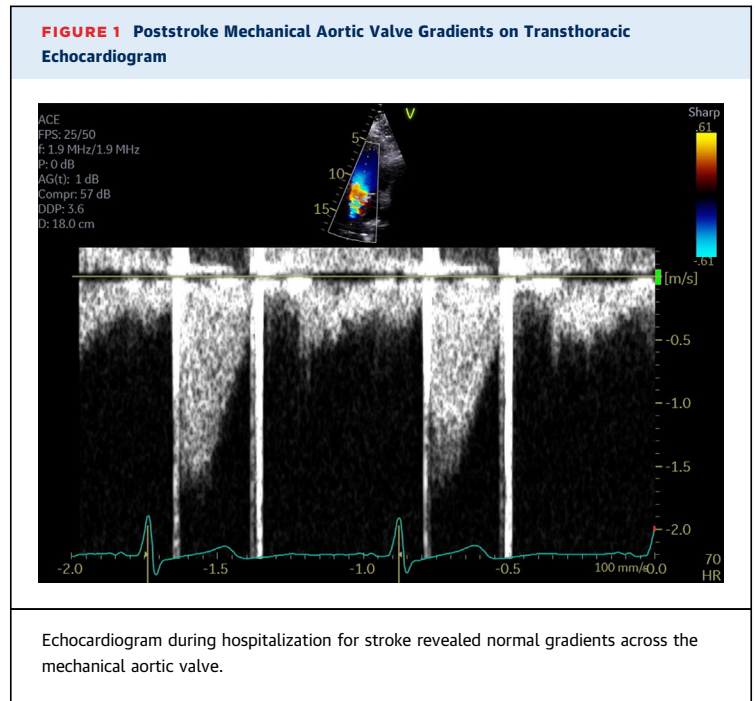 FIGURE 1 Poststroke Mechanical Aortic Valve Gradients on Transthoracic
Echocardiogram
ACE
FPS: 25/50
f: 1.9 MHz/1.9 MHz
P: 0 dB
AG(t): 1 dB
Compr: 57 dB
DDP: 3.6
D: 18.0 cm
V
5
10
15
Sharp
.61
-.61
[m/s]
-0.5
-1.0
-1.5
-2.0
-2.0
-1.5
-1.0
-0.5
100 mm/s
0.0
70
HR
Echocardiogram during hospitalization for stroke revealed normal gradients across the
mechanical aortic valve.